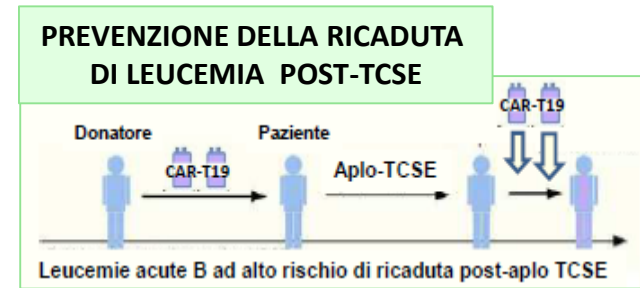 PREVENZIONE DELLA RICADUTA
DI LEUCEMIA POST-TCSE
CAR-T19
Donatore
Paziente
CAR-T19
Aplo-TCSE
Leucemie acute B ad alto rischio di ricaduta post-aplo TCSE